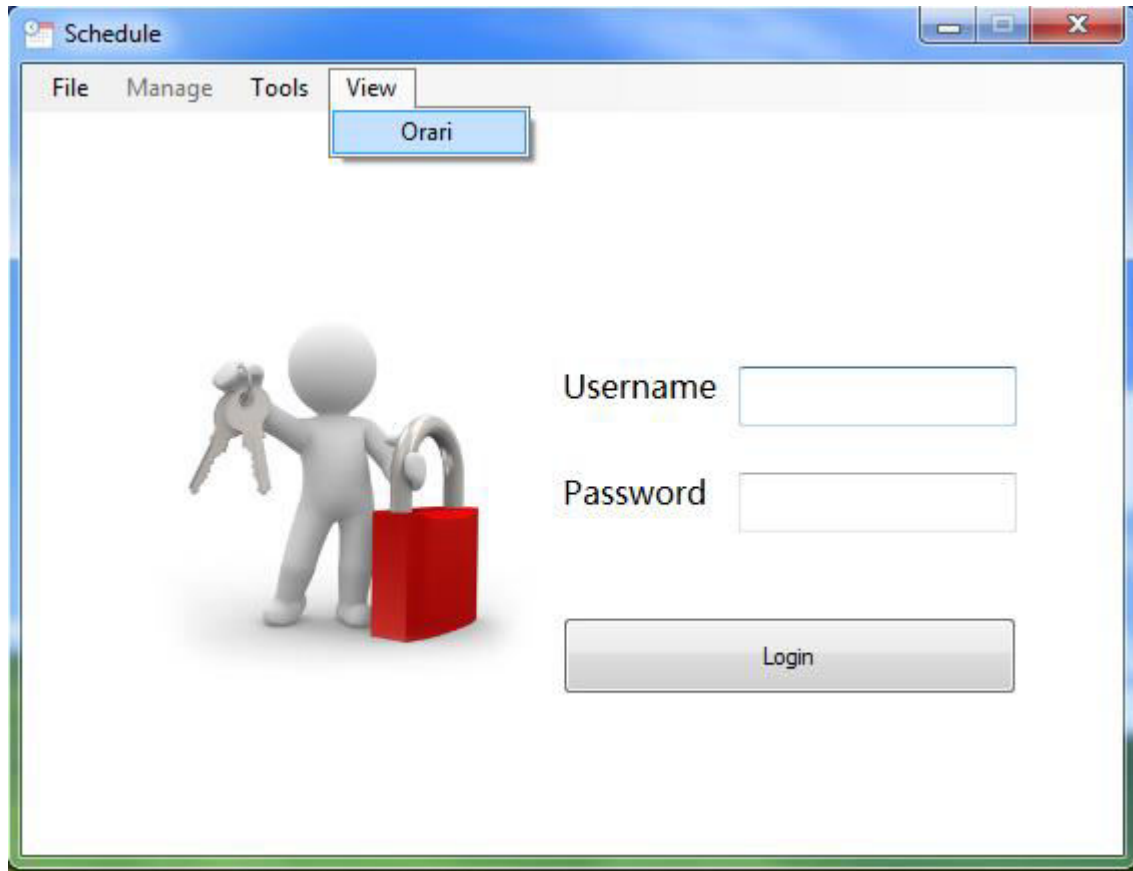 Schedule
File Manage Tools View
Orari
Username
Password
Login